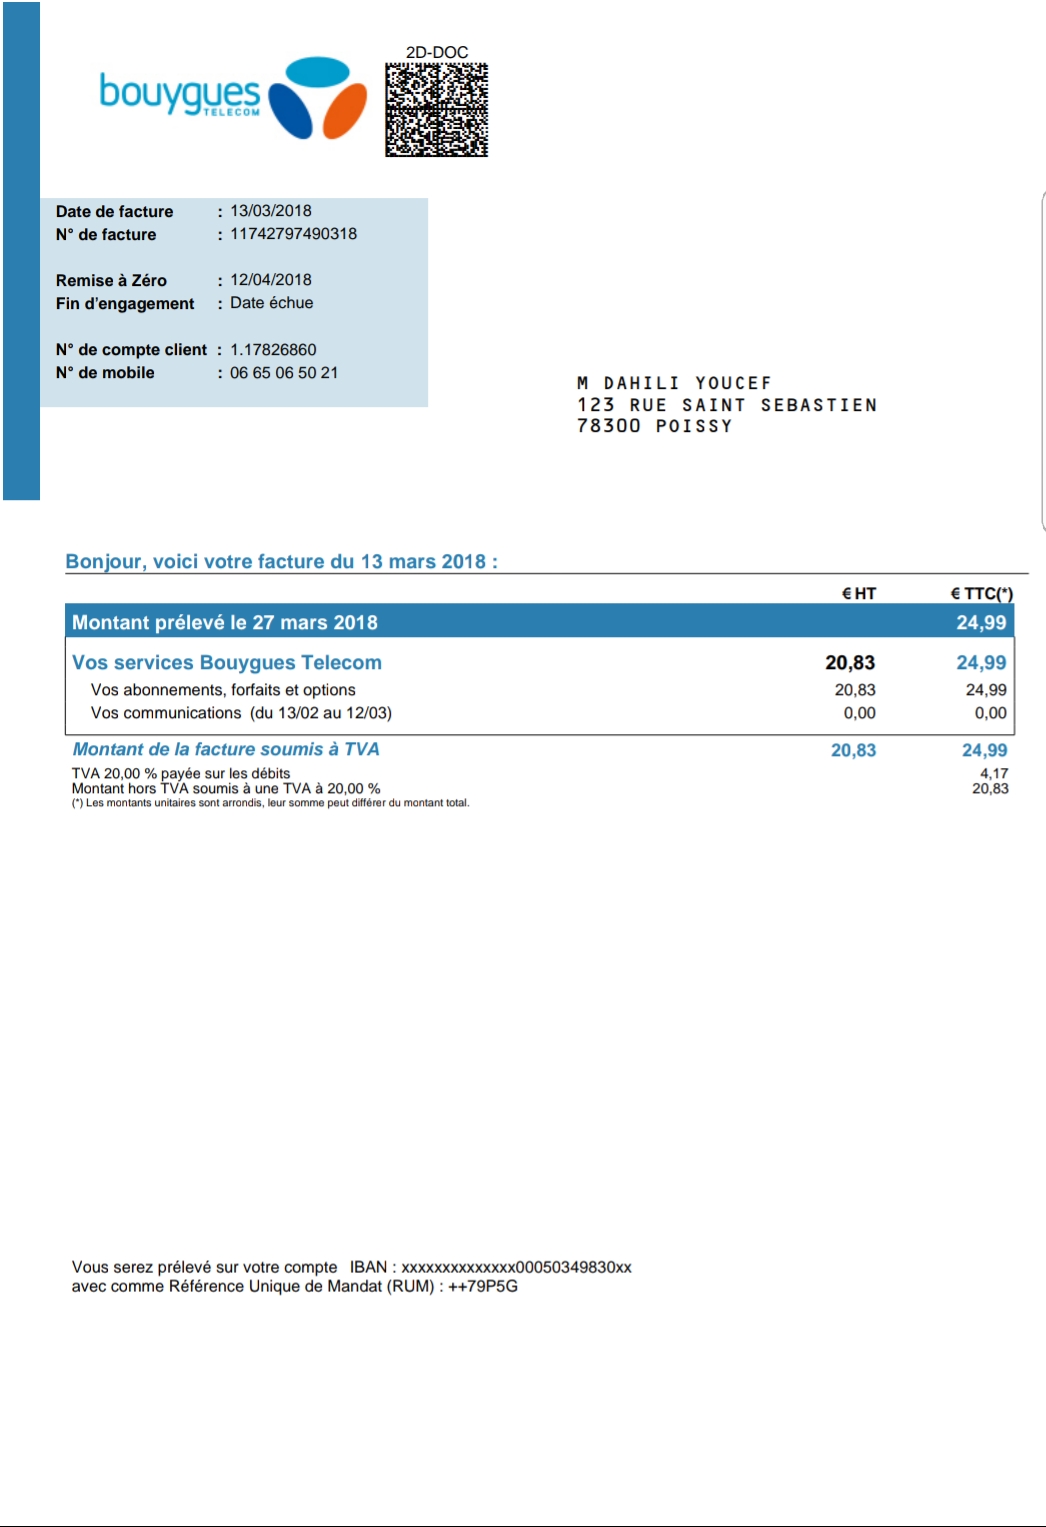 bouygues
TELECOM
2D-DOC
Date de facture : 13/03/2018
N° de facture : 11742797490318
Remise à Zéro : 12/04/2018
Fin d'engagement : Date échue
N° de compte client : 1.17826860
N° de mobile : 06 65 06 50 21
M DAHILI YOUCEF
123 RUE SAINT SEBASTIEN
78300 POISSY
Bonjour, voici votre facture du 13 mars 2018 :
€ HT € TTC(*)
Montant prélevé le 27 mars 2018 24,99
Vos services Bouygues Telecom 20,83 24,99
Vos abonnements, forfaits et options 20,83 24,99
Vos communications (du 13/02 au 12/03) 0,00 0,00
Montant de la facture soumis à TVA 20,83 24,99
TVA 20,00 % payée sur les débits 4,17
Montant hors TVA soumis à une TVA à 20,00 % 20,83
(*) Les montants unitaires sont arrondis, leur somme peut différer du montant total.
Vous serez prélevé sur votre compte IBAN : xxxxxxxxxxxxxx00050349830xx
avec comme Référence Unique de Mandat (RUM) : ++79P5G